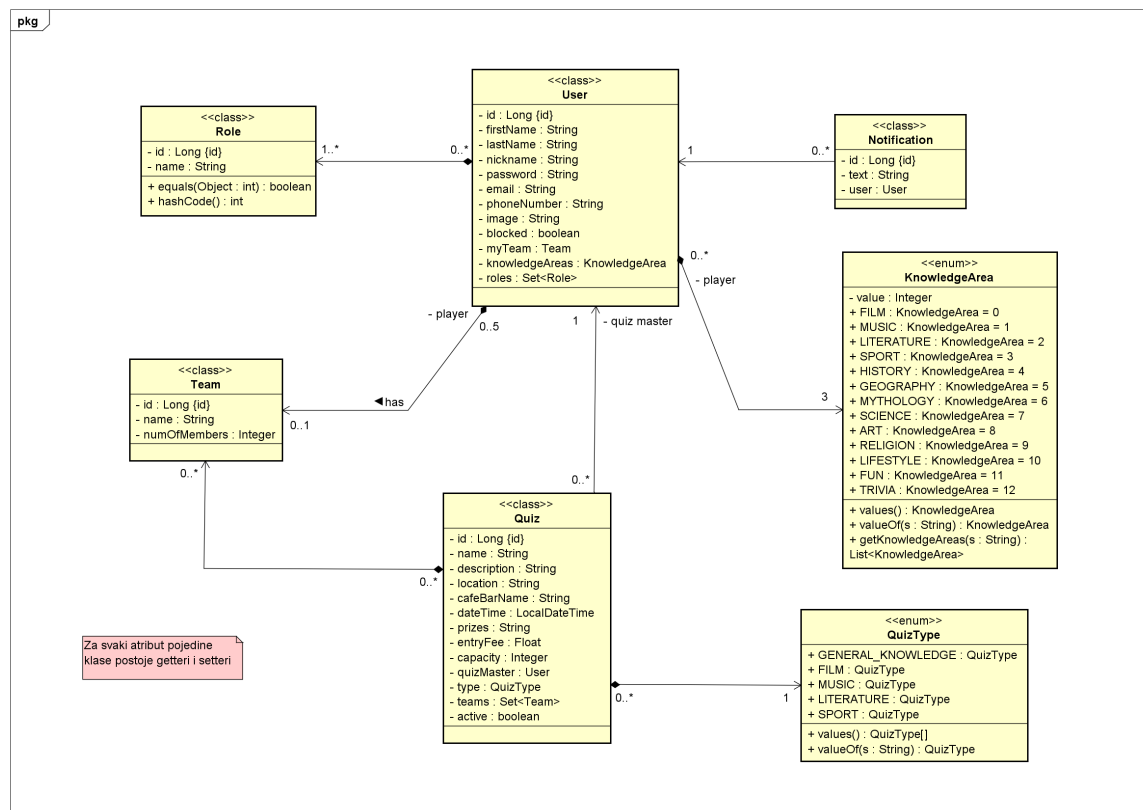 pkg
<<class>>
User
- id : Long {id}
- firstName : String
- lastName : String
- nickname : String
- password : String
- email : String
- phoneNumber : String
- image : String
- blocked : boolean
- myTeam : Team
- knowledgeAreas : KnowledgeArea
- roles : Set<Role>
<<class>>
Role
- id : Long {id}
- name : String
+ equals(Object : int) : boolean
+ hashCode() : int
1..*
0..*
<<class>>
Notification
- id : Long {id}
- text : String
- user : User
1
0..*
<<enum>>
KnowledgeArea
- value : Integer
+ FILM : KnowledgeArea = 0
+ MUSIC : KnowledgeArea = 1
+ LITERATURE : KnowledgeArea = 2
+ SPORT : KnowledgeArea = 3
+ HISTORY : KnowledgeArea = 4
+ GEOGRAPHY : KnowledgeArea = 5
+ MYTHOLOGY : KnowledgeArea = 6
+ SCIENCE : KnowledgeArea = 7
+ ART : KnowledgeArea = 8
+ RELIGION : KnowledgeArea = 9
+ LIFESTYLE : KnowledgeArea = 10
+ FUN : KnowledgeArea = 11
+ TRIVIA : KnowledgeArea = 12
+ values() : KnowledgeArea
+ valueOf(s : String) : KnowledgeArea
+ getKnowledgeAreas(s : String) :
List<KnowledgeArea>
0..*
- player
3
- player
0..5
1
- quiz master
<<class>>
Team
- id : Long {id}
- name : String
- numOfMembers : Integer
has
0..1
0..*
0..*
<<class>>
Quiz
- id : Long {id}
- name : String
- description : String
- location : String
- cafeBarName : String
- dateTime : LocalDateTime
- prizes : String
- entryFee : Float
- capacity : Integer
- quizMaster : User
- type : QuizType
- teams : Set<Team>
- active : boolean
0..*
0..*
1
<<enum>>
QuizType
+ GENERAL_KNOWLEDGE : QuizType
+ FILM : QuizType
+ MUSIC : QuizType
+ LITERATURE : QuizType
+ SPORT : QuizType
+ values() : QuizType[]
+ valueOf(s : String) : QuizType
Za svaki atribut pojedine
klase postoje getteri i setteri